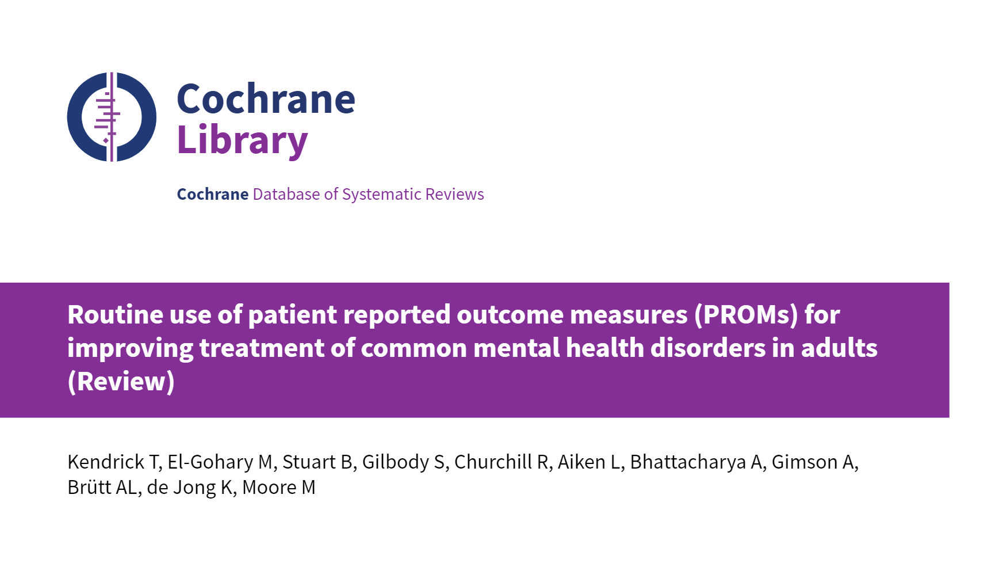 Cochrane
Library
Cochrane Database of Systematic Reviews
Routine use of patient reported outcome measures (PROMs) for
improving treatment of common mental health disorders in adults
(Review)
Kendrick T, El-Gohary M, Stuart B, Gilbody S, Churchill R, Aiken L, Bhattacharya A, Gimson A,
Brütt AL, de Jong K, Moore M